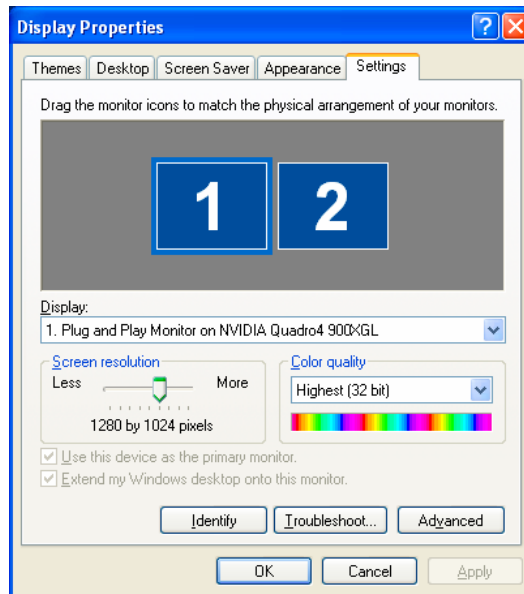 Display Properties
Themes Desktop Screen Saver Appearance Settings
Drag the monitor icons to match the physical arrangement of your monitors.
1 2
Display:
1. Plug and Play Monitor on NVIDIA Quadro4 900XGL
Screen resolution Color quality
Less More Highest (32 bit)
1280 by 1024 pixels
Use this device as the primary monitor.
Extend my Windows desktop onto this monitor.
Identify Troubleshoot... Advanced
OK Cancel Apply